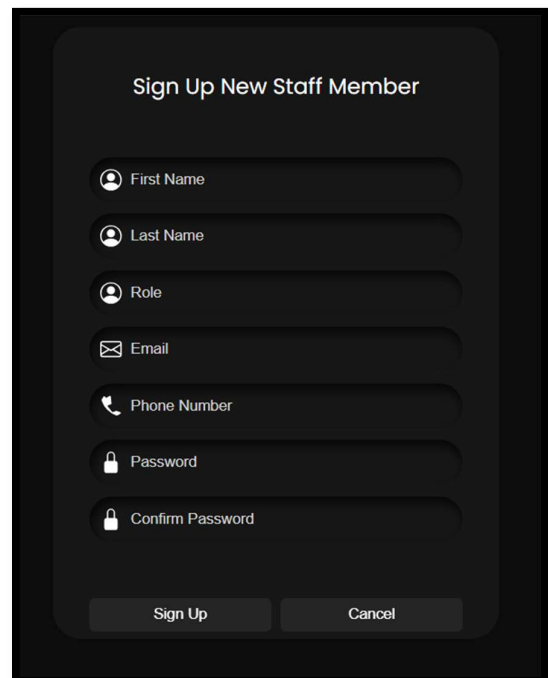 Sign Up New Staff Member
First Name
Last Name
Role
Email
Phone Number
Password
Confirm Password
Sign Up Cancel